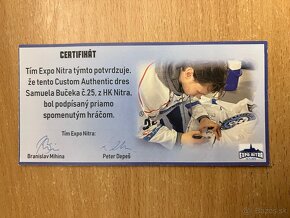 CERTIFIKÁT
Tím Expo Nitra týmto potvrdzuje,
že tento Custom Authentic dres
Samuela Bučeka č.25, z HK Nitra,
bol podpísaný priamo
spomenutým hráčom.
Tím Expo Nitra:
Branislav Mihina
Peter Depeš
EXPO NITRA